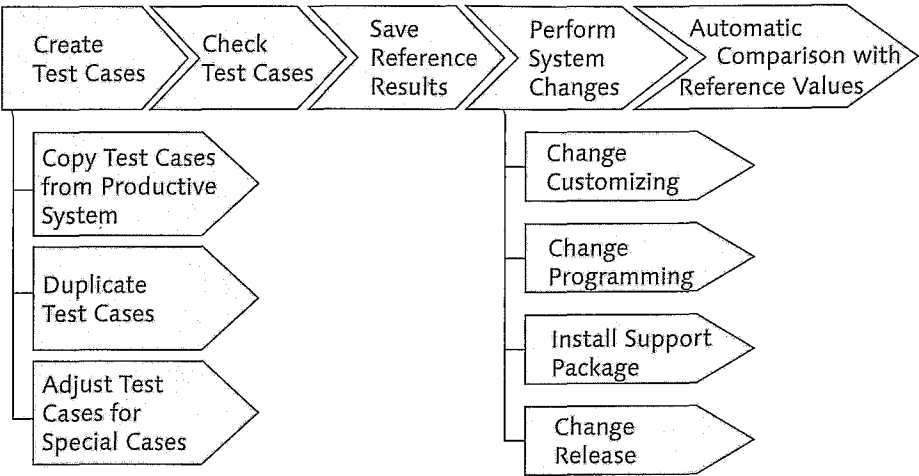 Create
Test Cases
Check
Test Cases
Save
Reference
Results
Perform
System
Changes
Automatic
Comparison with
Reference Values
Copy Test Cases
from Productive
System
Duplicate
Test Cases
Adjust Test
Cases for
Special Cases
Change
Customizing
Change
Programming
Install Support
Package
Change
Release